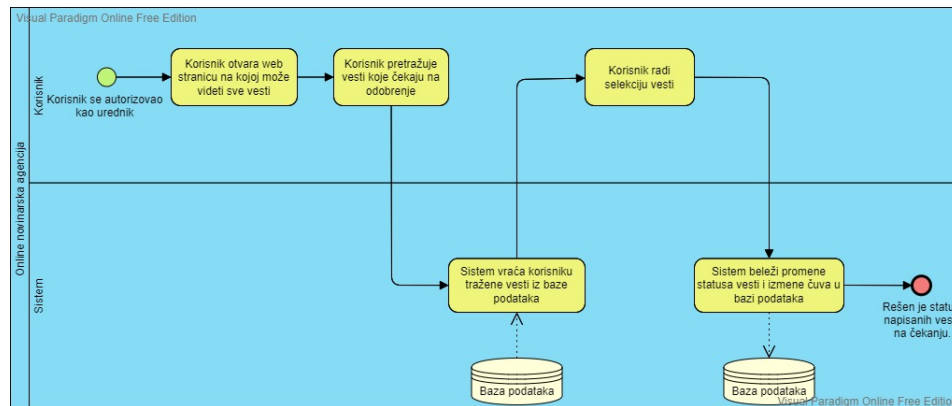 Visual Paradigm Online Free Edition
Online novinarska agencija
Korisnik
Korisnik se autorizovao
kao urednik
Korisnik otvara web
stranicu na kojoj može
videti sve vesti
Korisnik pretražuje
vesti koje čekaju na
odobrenje
Korisnik radi
selekciju vesti
Sistem
Sistem vraća korisniku
tražene vesti iz baze
podataka
Sistem beleži promene
statusa vesti i izmene čuva u
bazi podataka
Rešen je statu
napisanih ves
na čekanju.
Baza podataka
Baza podataka
Visual Paradigm Online Free Edition